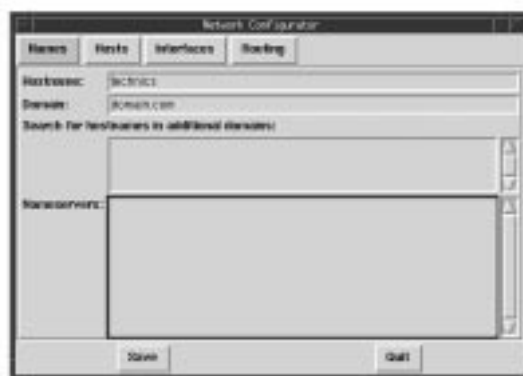 Network Configurator
Names Hosts Interfaces Routing
Hostname: technics
Domain: domain.com
Search for hostnames in additional domains:
Nameservers:
Save Quit